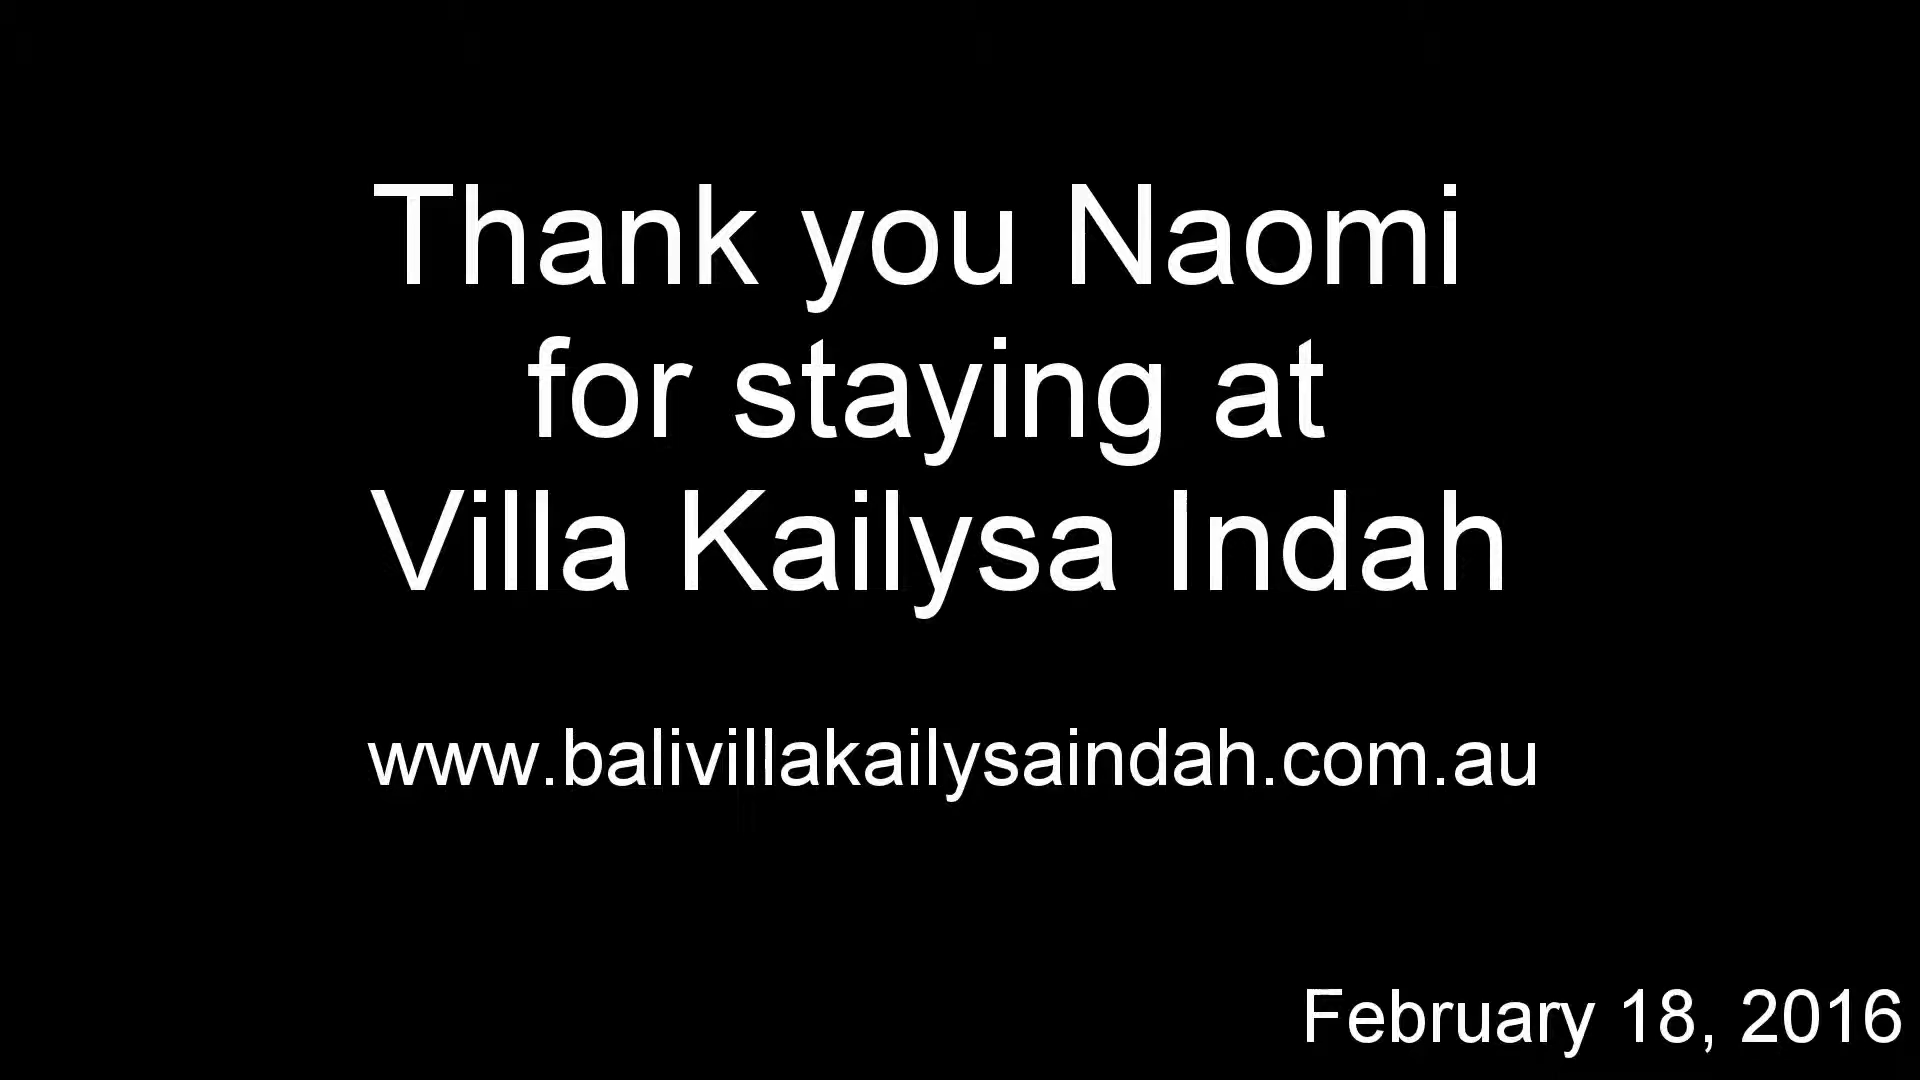 Thank you Naomi
for staying at
Villa Kailysa Indah
www.balivillakailysaindah.com.au
February 18, 2016